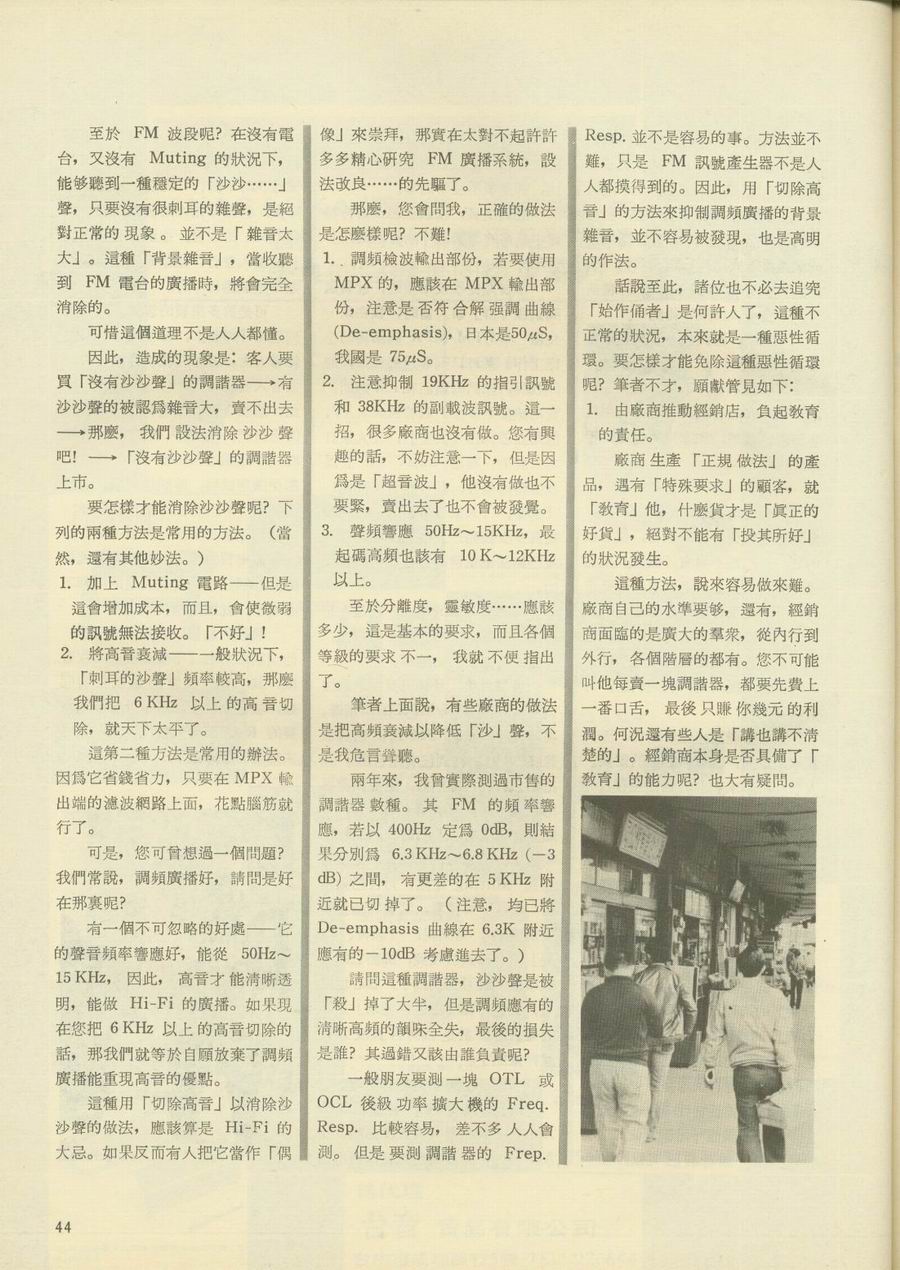 至於 FM 波段呢？在沒有電
台，又沒有 Muting 的狀況下，
能够聽到一種穩定的「沙沙……」
聲，只要沒有很刺耳的雜聲，是絕
對正常的現象。並不是「雜音太
大」。這種「背景雜音」，當收聽
到 FM 電台的廣播時，將會完全
消除的。
可惜這個道理不是人人都懂。
因此，造成的現象是：客人要
買「沒有沙沙聲」的調諧器─→有
沙沙聲的被認爲雜音大，賣不出去
─→那麽，我們設法消除沙沙聲
吧！─→「沒有沙沙聲」的調諧器
上市。
要怎樣才能消除沙沙聲呢？下
列的兩種方法是常用的方法。（當
然，還有其他妙法。）
1. 加上 Muting 電路──但是
這會增加成本，而且，會使微弱
的訊號無法接收。「不好」！
2. 將高音衰減──一般狀況下，
「刺耳的沙聲」頻率較高，那麽
我們把 6 KHz 以上的高音切
除，就天下太平了。
這第二種方法是常用的辦法。
因爲它省錢省力，只要在 MPX 輸
出端的濾波網路上面，花點腦筋就
行了。
可是，您可曾想過一個問題？
我們常說，調頻廣播好，請問是好
在那裏呢？
有一個不可忽略的好處──它
的聲音頻率響應好，能從 50Hz～
15 KHz，因此，高音才能清晰透
明，能做 Hi-Fi 的廣播。如果現
在您把 6 KHz 以上的高音切除的
話，那我們就等於自願放棄了調頻
廣播能重現高音的優點。
這種用「切除高音」以消除沙
沙聲的做法，應該算是 Hi-Fi 的
大忌。如果反而有人把它當作「偶
像」來崇拜，那實在太對不起許許
多多精心研究 FM 廣播系統，設
法改良……的先驅了。
那麽，您會問我，正確的做法
是怎麽樣呢？不難！
1. 調頻檢波輸出部份，若要使用
MPX 的，應該在 MPX 輸出部
份，注意是否符合解强調曲線
(De-emphasis)，日本是50μS，
我國是 75μS。
2. 注意抑制 19KHz 的指引訊號
和 38KHz 的副載波訊號。這一
招，很多廠商也沒有做。您有興
趣的話，不妨注意一下，但是因
爲是「超音波」，他沒有做也不
要緊，賣出去了也不會被發覺。
3. 聲頻響應 50Hz～15KHz，最
起碼高頻也該有 10 K～12KHz
以上。
至於分離度，靈敏度……應該
多少，這是基本的要求，而且各個
等級的要求不一，我就不便指出
了。
筆者上面說，有些廠商的做法
是把高頻衰減以降低「沙」聲，不
是我危言聳聽。
兩年來，我曾實際測過市售的
調諧器數種。其 FM 的頻率響
應，若以 400Hz 定爲 0dB，則結
果分別爲 6.3 KHz～6.8 KHz (－3
dB) 之間，有更差的在 5 KHz 附
近就已切掉了。（注意，均已將
De-emphasis 曲線在 6.3K 附近
應有的－10dB 考慮進去了。）
請問這種調諧器，沙沙聲是被
「殺」掉了大半，但是調頻應有的
清晰高頻的韻味全失，最後的損失
是誰？其過錯又該由誰負責呢？
一般朋友要測一塊 OTL 或
OCL 後級功率擴大機的 Freq.
Resp. 比較容易，差不多人人會
測。但是要測調諧器的 Frep.
Resp. 並不是容易的事。方法並不
難，只是 FM 訊號產生器不是人
人都摸得到的。因此，用「切除高
音」的方法來抑制調頻廣播的背景
雜音，並不容易被發現，也是高明
的作法。
話說至此，諸位也不必去追究
「始作俑者」是何許人了，這種不
正常的狀況，本來就是一種惡性循
環。要怎樣才能免除這種惡性循環
呢？筆者不才，願獻管見如下：
1. 由廠商推動經銷店，負起敎育
的責任。
廠商生產「正規做法」的產
品，遇有「特殊要求」的顧客，就
「敎育」他，什麽貨才是「眞正的
好貨」，絕對不能有「投其所好」
的狀況發生。
這種方法，說來容易做來難。
廠商自己的水準要够，還有，經銷
商面臨的是廣大的羣衆，從內行到
外行，各個階層的都有。您不可能
叫他每賣一塊調諧器，都要先費上
一番口舌，最後只賺你幾元的利
潤。何況還有些人是「講也講不清
楚的」。經銷商本身是否具備了「
敎育」的能力呢？也大有疑問。
44